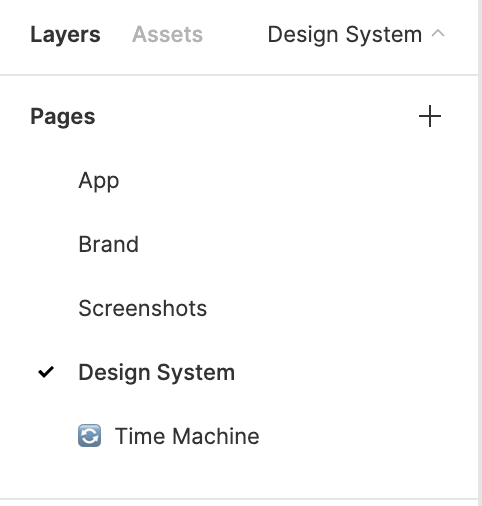 Layers Assets Design System
Pages
App
Brand
Screenshots
Design System
Time Machine